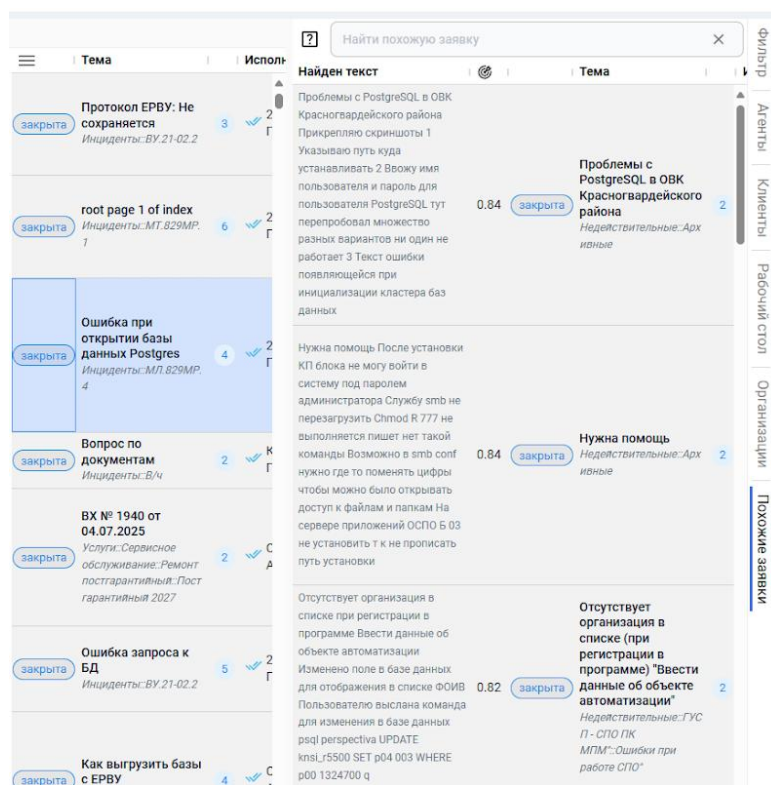 Тема
Исполн
Протокол ЕРВУ: Не
сохраняется
Инциденты::ВУ.21-02.2
закрыта
3
2
Г
root page 1 of index
Инциденты::МТ.829МР.
1
закрыта
6
2
Г
Ошибка при
открытии базы
данных Postgres
Инциденты::МЛ.829МР.
4
закрыта
4
2
Г
Вопрос по
документам
Инциденты::В/ч
закрыта
2
К
Г
ВХ № 1940 от
04.07.2025
Услуги::Сервисное
обслуживание::Ремонт
постгарантийный::Пост
гарантийный 2027
закрыта
2
С
А
Ошибка запроса к
БД
Инциденты::ВУ.21-02.2
закрыта
5
2
Г
Как выгрузить базы
с ЕРВУ
закрыта
4
С
?
Найти похожую заявку
Найден текст
Тема
И
Проблемы с PostgreSQL в ОВК
Красногвардейского района
Прикрепляю скриншоты 1
Указываю путь куда
устанавливать 2 Ввожу имя
пользователя и пароль для
пользователя PostgreSQL тут
перепробовал множество
разных вариантов ни один не
работает 3 Текст ошибки
появляющейся при
инициализации кластера баз
данных
0.84
закрыта
Проблемы с
PostgreSQL в ОВК
Красногвардейского
района
Недействительные::Арх
ивные
2
Нужна помощь После установки
КП блока не могу войти в
систему под паролем
администратора Службу smb не
перезагрузить Chmod R 777 не
выполняется пишет нет такой
команды Возможно в smb conf
нужно где то поменять цифры
чтобы можно было открывать
доступ к файлам и папкам На
сервере приложений ОСПО Б 03
не установить т к не прописать
путь установки
0.84
закрыта
Нужна помощь
Недействительные::Арх
ивные
2
Отсутствует организация в
списке при регистрации в
программе Ввести данные об
объекте автоматизации
Изменено поле в базе данных
для отображения в списке ФОИВ
Пользователю выслана команда
для изменения в базе данных
psql perspectiva UPDATE
knsi_r5500 SET p04 003 WHERE
p00 1324700 q
0.82
закрыта
Отсутствует
организация в
списке (при
регистрации в
программе) "Ввести
данные об объекте
автоматизации"
Недействительные::ГУС
П - СПО ПК
МПМ"::Ошибки при
работе СПО"
2
Фильтр
Агенты
Клиенты
Рабочий стол
Организации
Похожие заявки